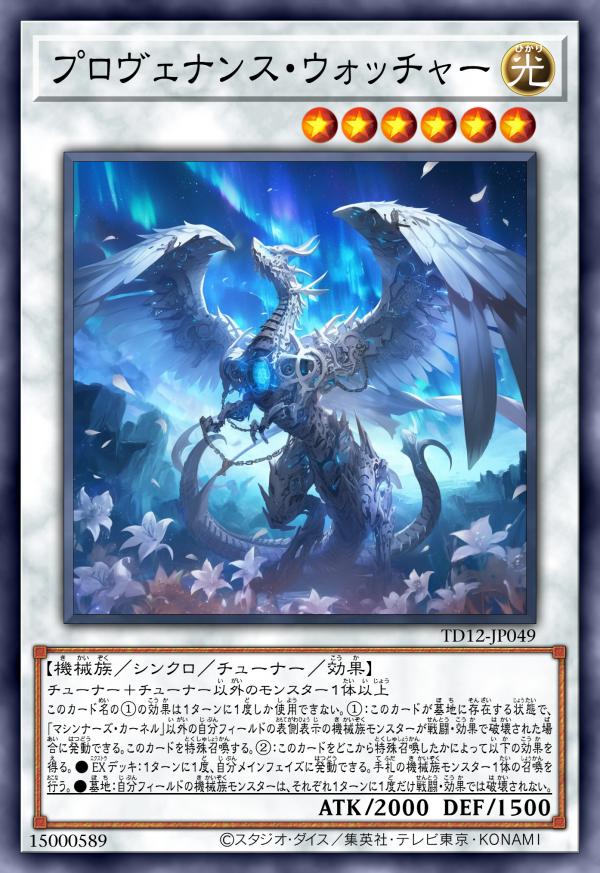 プロヴェナンス・ウォッチャー
光
TD12-JP049
【機械族／シンクロ／チューナー／効果】
チューナー＋チューナー以外のモンスター1体以上
このカード名の①の効果は1ターンに1度しか使用できない。①：このカードが墓地に存在する状態で、
「マシンナーズ・カーネル」以外の自分フィールドの表側表示の機械族モンスターが戦闘・効果で破壊された場
合に発動できる。このカードを特殊召喚する。②：このカードをどこから特殊召喚したかによって以下の効果を
得る。●EXデッキ：1ターンに1度、自分メインフェイズに発動できる。手札の機械族モンスター1体の召喚を
行う。●墓地：自分フィールドの機械族モンスターは、それぞれ1ターンに1度だけ戦闘・効果では破壊されない。
ATK/2000 DEF/1500
15000589 ©スタジオ・ダイス／集英社・テレビ東京・KONAMI